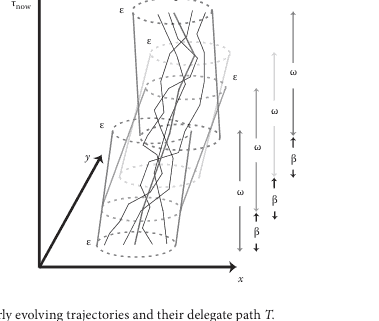 τnow
ε
ε
ω
ε
ω
ε
ω
β
y
ω
β
ε
β
x
rly evolving trajectories and their delegate path T.